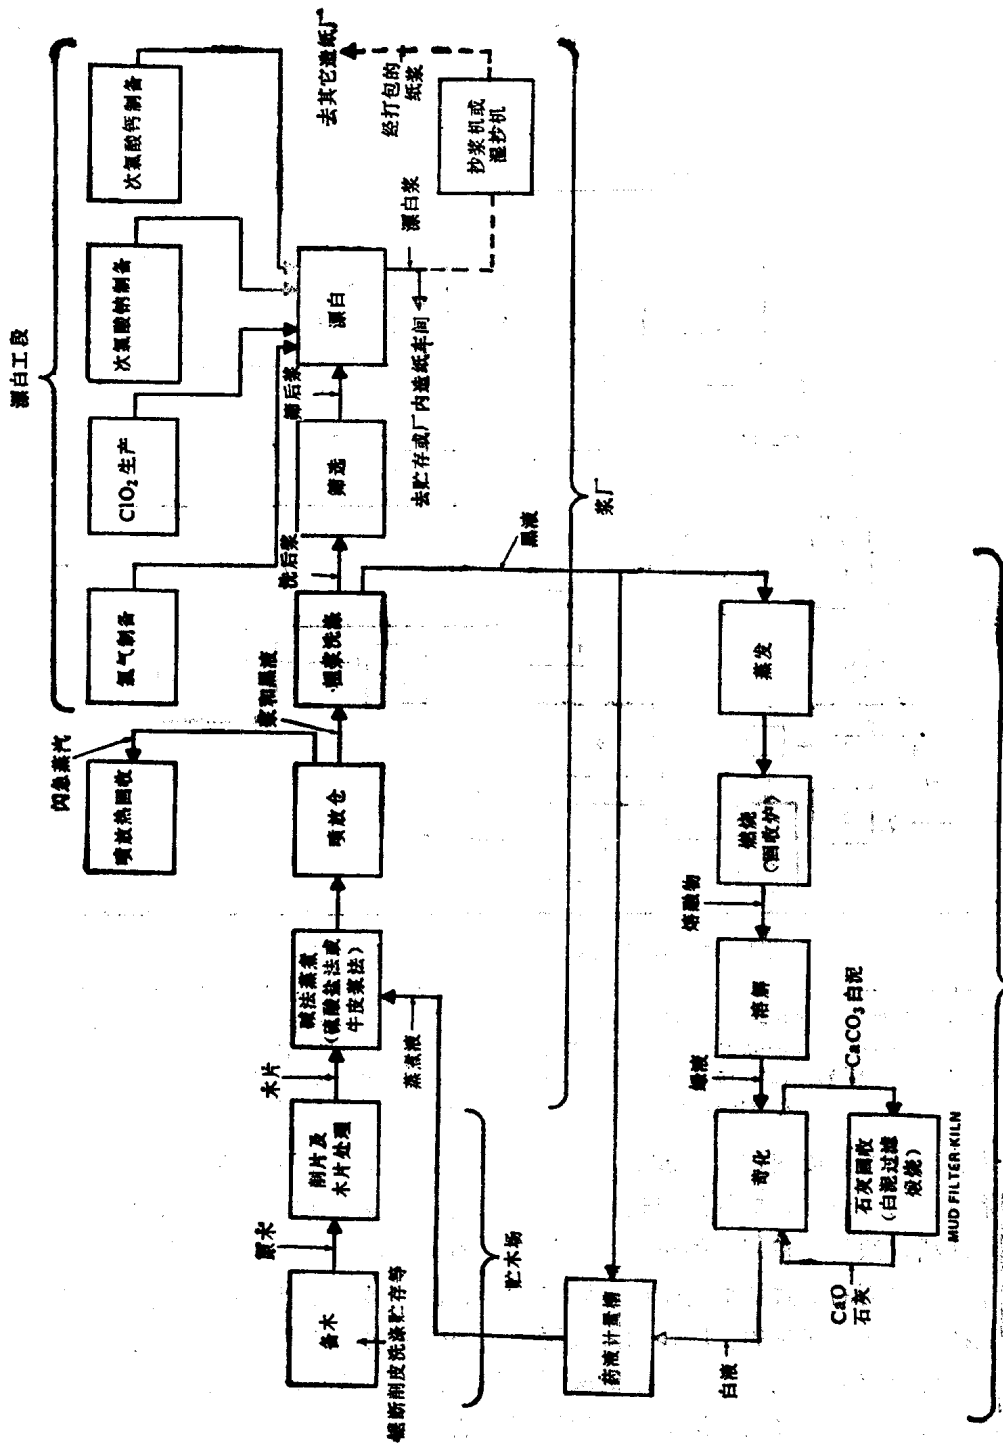 漂白工段
氯气制备
ClO₂生产
次氯酸钠制备
次氯酸钙制备
闪急蒸汽
喷放热回收
备木
锯断削皮洗涤贮存等
原木
削片及
木片处理
木片
碱法蒸煮
(硫酸盐法或
牛皮浆法)
蒸煮液
喷放仓
浆和黑液
粗浆洗涤
洗后浆
筛选
筛后浆
漂白
漂白浆
去贮存或厂内造纸车间
抄浆机或
湿抄机
经打包的
纸浆
去其它造纸厂
贮木场
浆厂
黑液
蒸发
燃烧
(回收炉)
熔融物
溶解
绿液
苛化
CaCO₃白泥
石灰回收
(白泥过滤
煅烧)
MUD FILTER-KILN
CaO
石灰
白液
药液计量槽